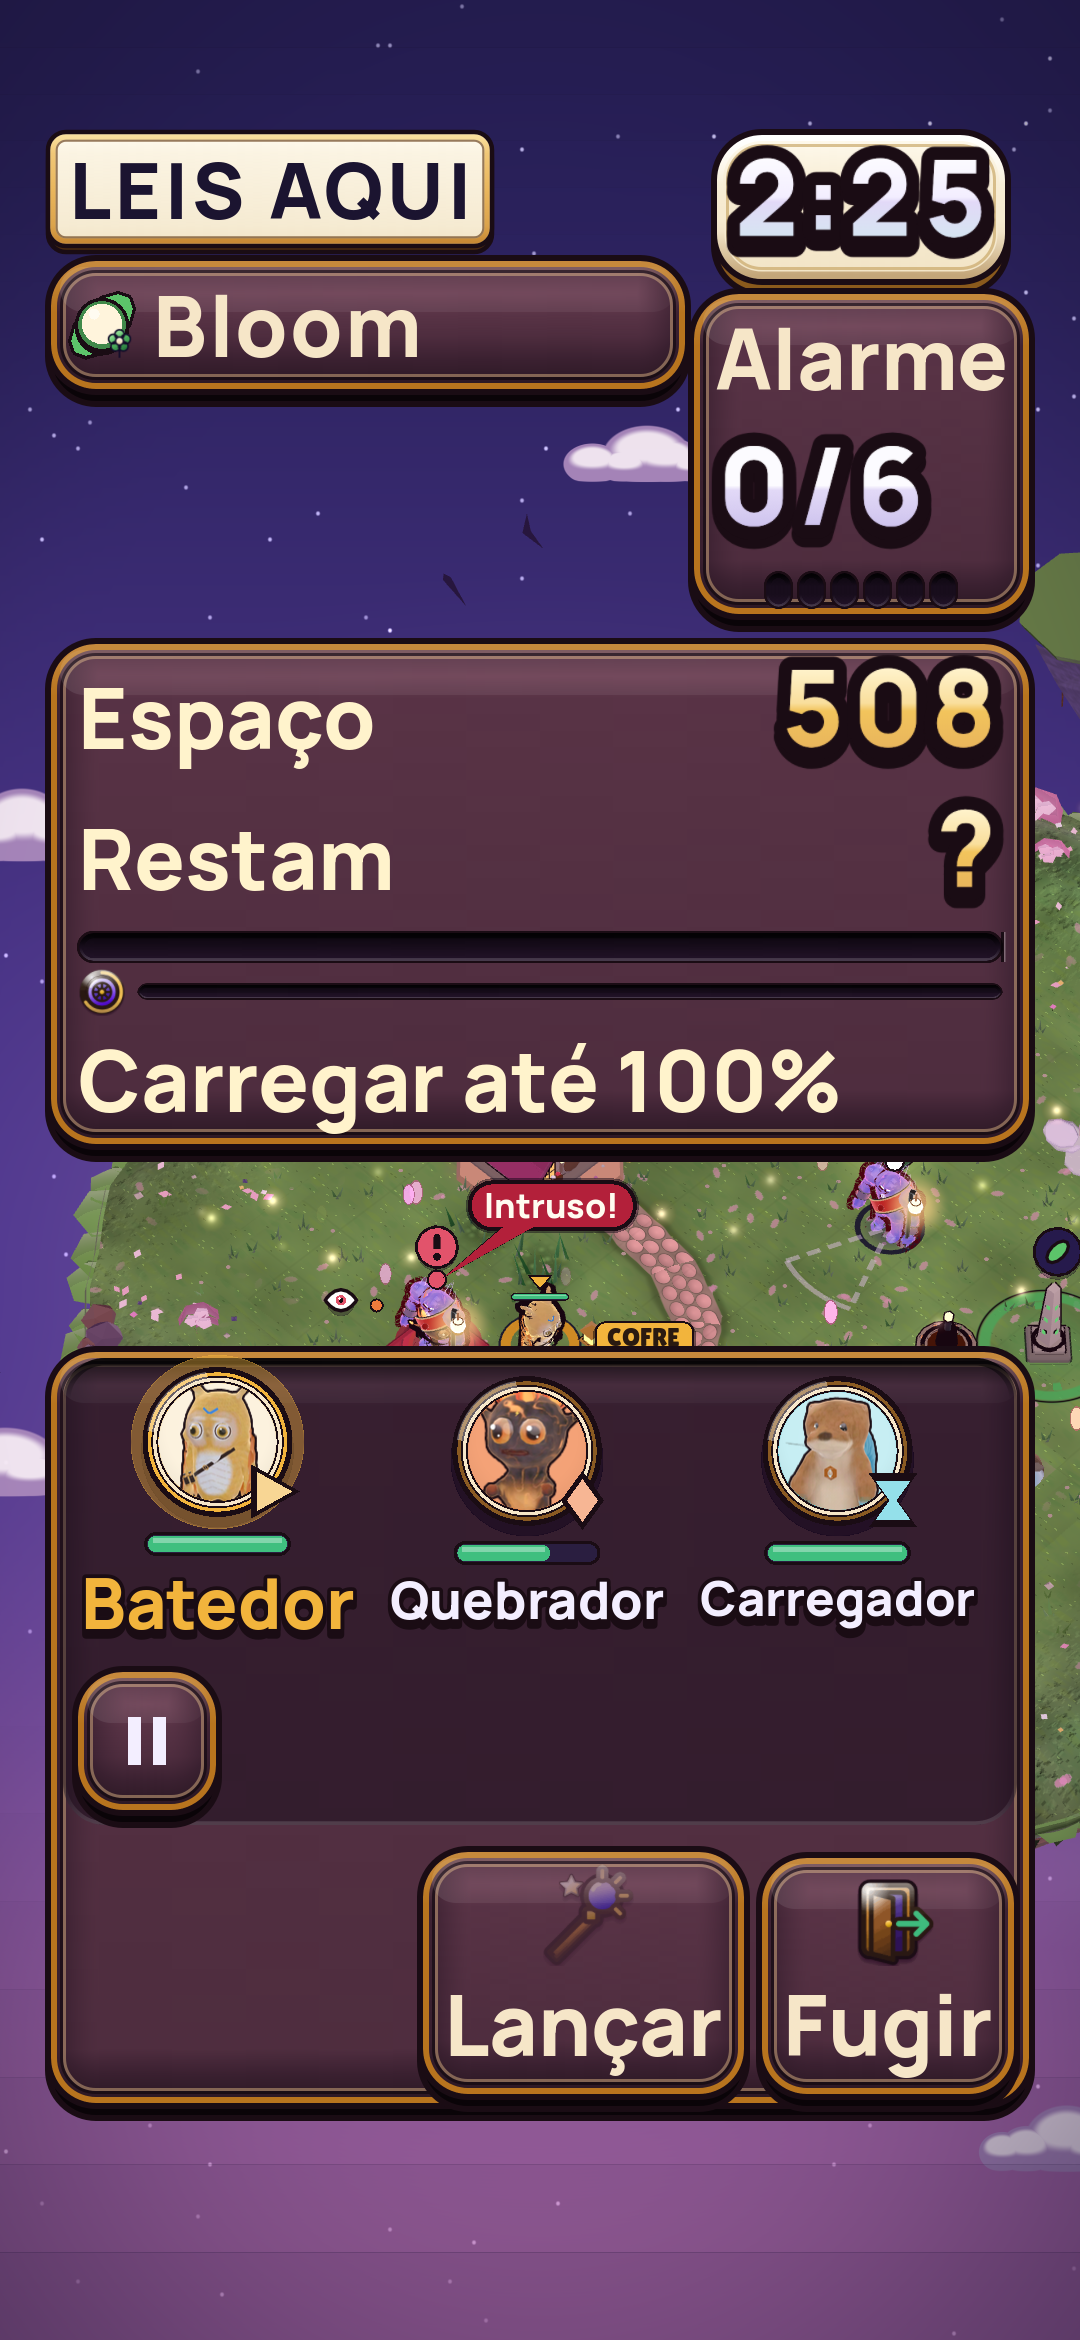 LEIS AQUI
2:25
Bloom
Alarme
0/6
Espaço 508
Restam ?
Carregar até 100%
Intruso!
COFRE
Batedor Quebrador Carregador
Lançar Fugir